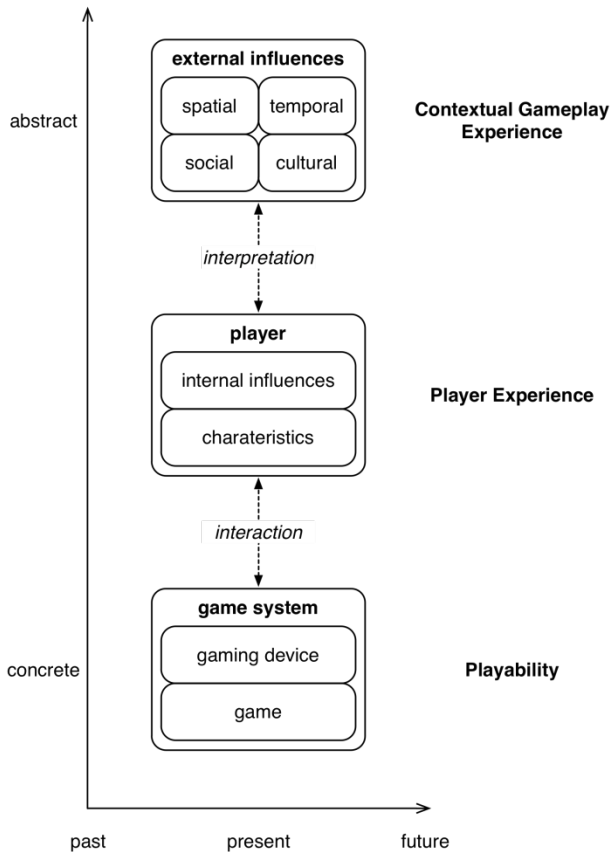 external influences
abstract
spatial
temporal
Contextual Gameplay
Experience
social
cultural
interpretation
player
internal influences
Player Experience
charateristics
interaction
game system
gaming device
concrete
Playability
game
past
present
future